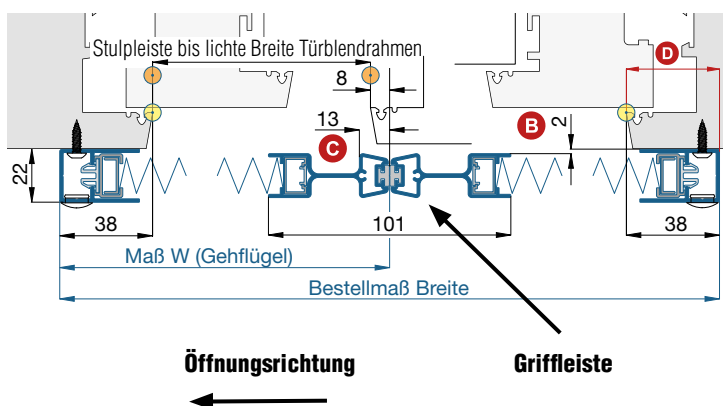 Stulpleiste bis lichte Breite Türblendrahmen
D
8
13
C
B
2
22
38
101
38
Maß W (Gehflügel)
Bestellmaß Breite
Öffnungsrichtung
Griffleiste